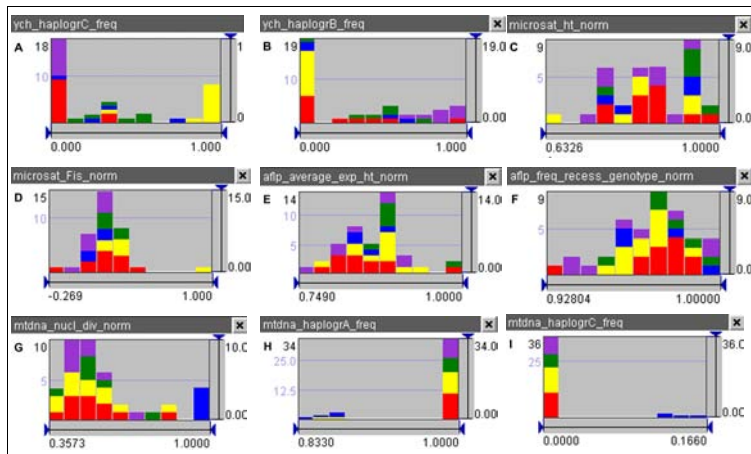 ych_haplogrC_freq
A
18
10
1
0
0.000 1.000
ych_haplogrB_freq
B
19
10
19.0
0.00
0.000 1.000
microsat_ht_norm
C
9
5
9.0
0.00
0.6326 1.0000
microsat_Fis_norm
D
15
10
15.0
0.00
-0.269 1.000
aflp_average_exp_ht_norm
E
14
10
5
14.0
0.00
0.7490 1.0000
aflp_freq_recess_genotype_norm
F
9
5
9.0
0.00
0.92804 1.00000
mtdna_nucl_div_norm
G
10
5
10.0
0.00
0.3573 1.0000
mtdna_haplogrA_freq
H
34
25.0
12.5
34.0
0.00
0.8330 1.0000
mtdna_haplogrC_freq
I
36
25
36.0
0.00
0.0000 0.1660